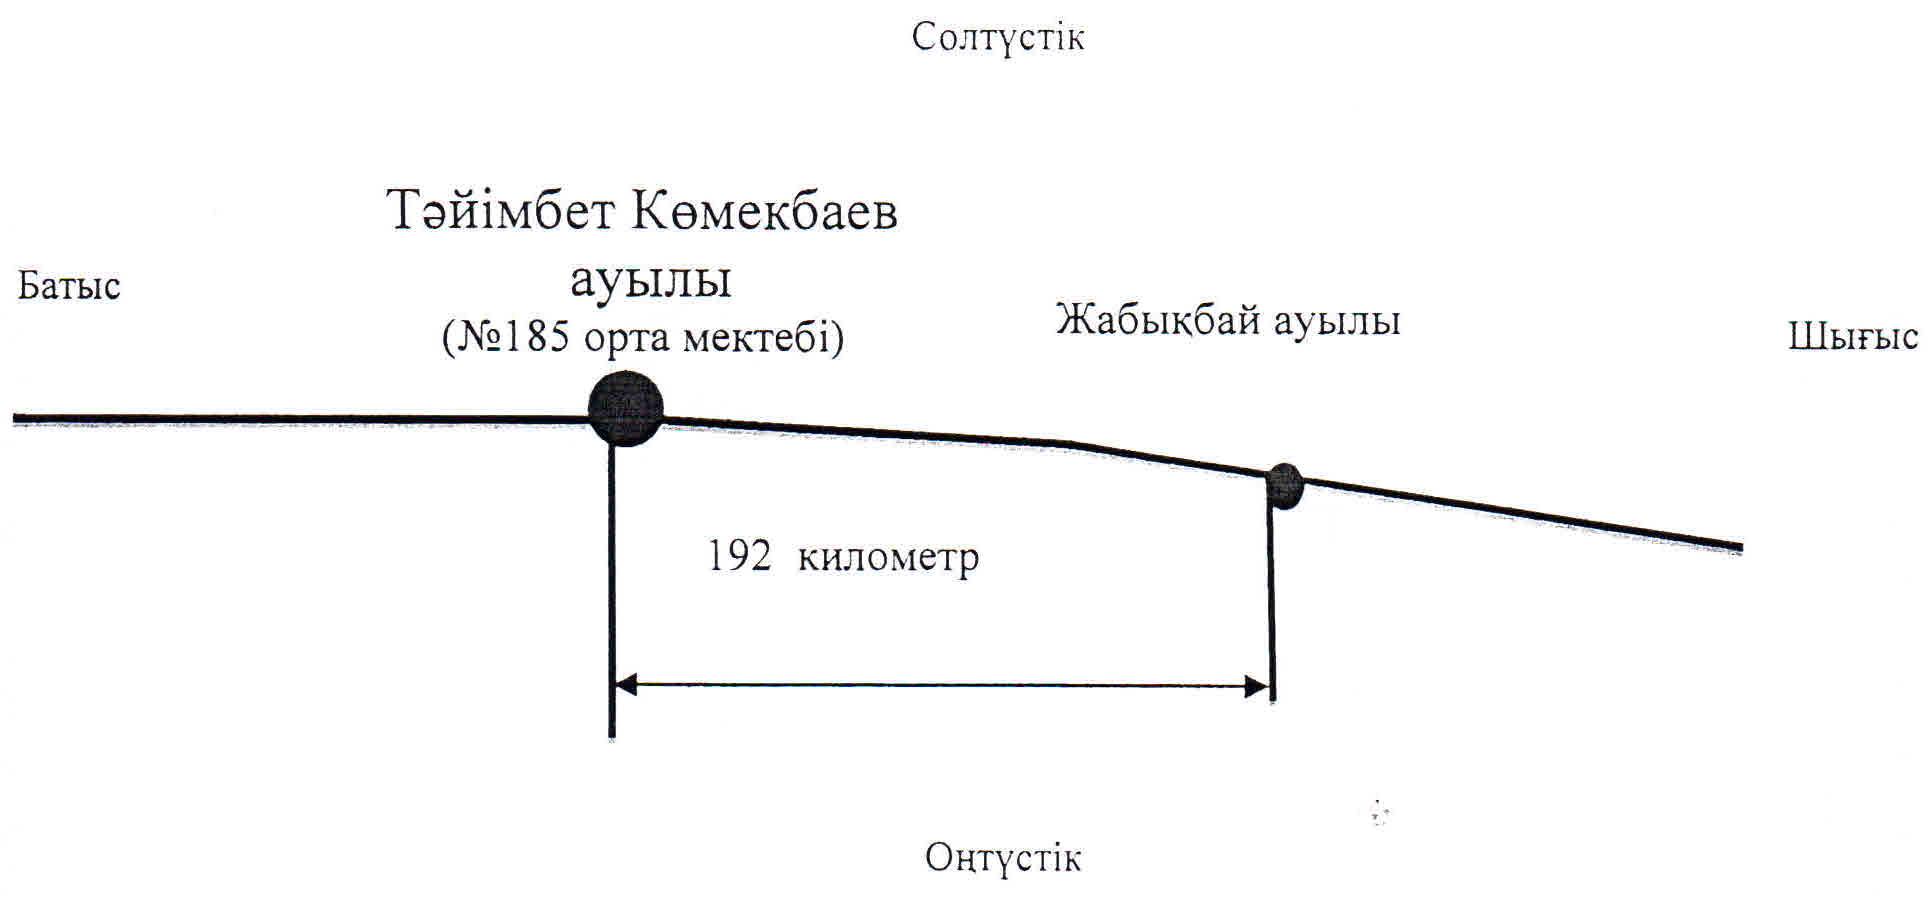 Солтүстік
Тәйімбет Көмекбаев
ауылы
(№185 орта мектебі)
Батыс
Жабықбай ауылы
Шығыс
192 километр
Оңтүстік